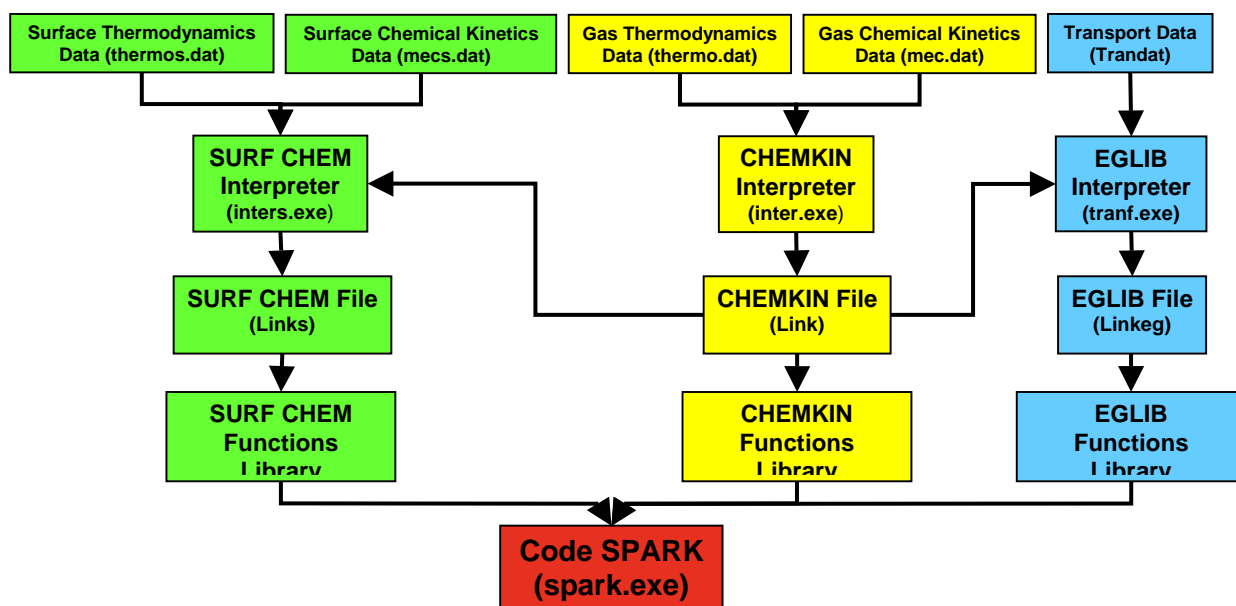 Surface Thermodynamics
Data (thermos.dat)
Surface Chemical Kinetics
Data (mecs.dat)
Gas Thermodynamics
Data (thermo.dat)
Gas Chemical Kinetics
Data (mec.dat)
Transport Data
(Trandat)
SURF CHEM
Interpreter
(inters.exe)
CHEMKIN
Interpreter
(inter.exe)
EGLIB
Interpreter
(tranf.exe)
SURF CHEM File
(Links)
CHEMKIN File
(Link)
EGLIB File
(Linkeg)
SURF CHEM
Functions
Library
CHEMKIN
Functions
Library
EGLIB
Functions
Library
Code SPARK
(spark.exe)